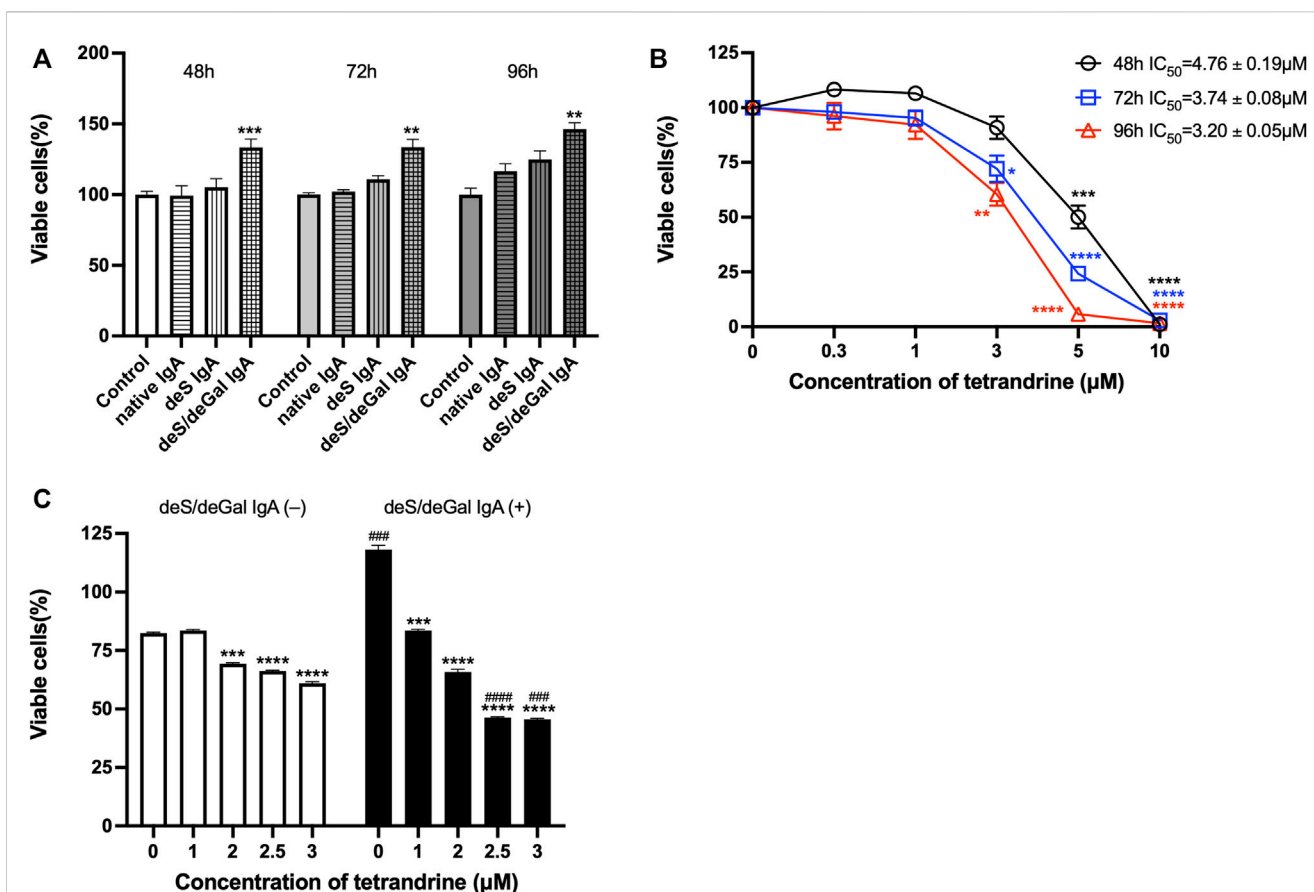 A
48h
72h
96h
***
**
**
200
150
100
50
0
Viable cells(%)
Control
native IgA
deS IgA
deS/deGal IgA
Control
native IgA
deS IgA
deS/deGal IgA
Control
native IgA
deS IgA
deS/deGal IgA
B
48h IC50=4.76 ± 0.19µM
72h IC50=3.74 ± 0.08µM
96h IC50=3.20 ± 0.05µM
125
100
75
50
25
0
Viable cells(%)
*
**
***
****
****
****
****
****
0
0.3
1
3
5
10
Concentration of tetrandrine (µM)
C
deS/deGal IgA (–)
deS/deGal IgA (+)
125
100
75
50
25
0
Viable cells(%)
***
****
****
###
***
****
####
****
###
****
0
1
2
2.5
3
0
1
2
2.5
3
Concentration of tetrandrine (µM)